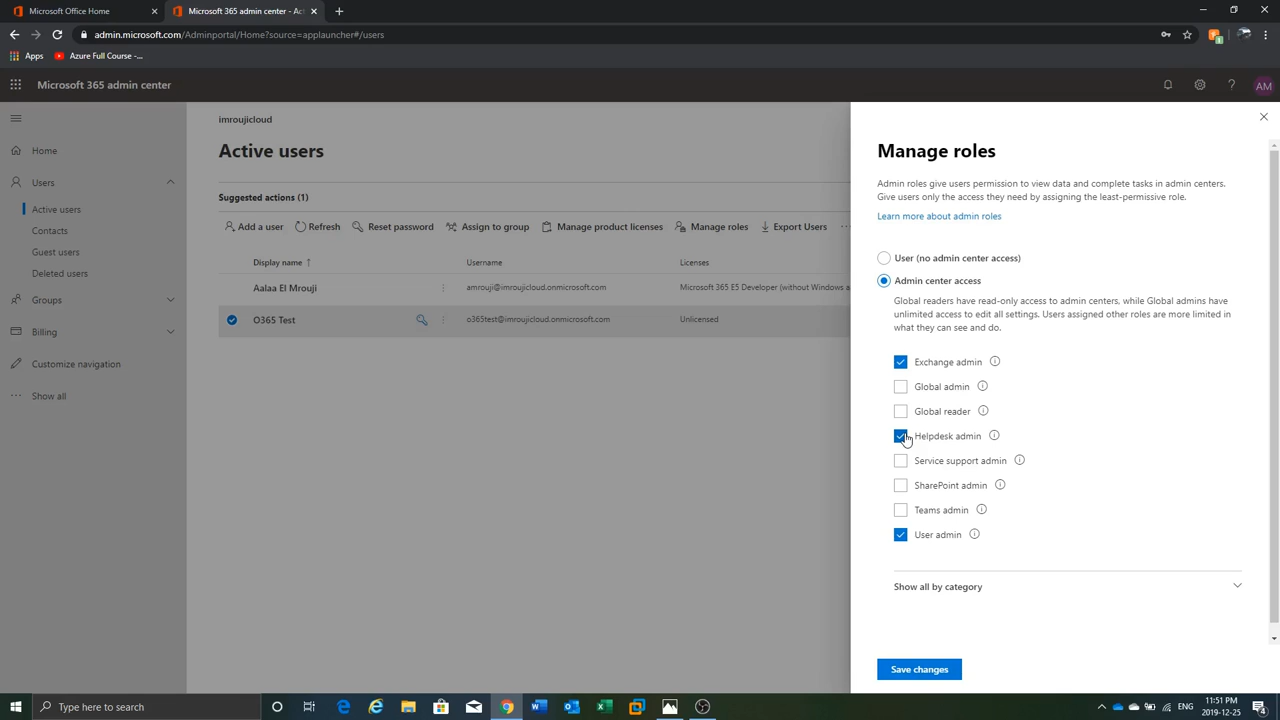 Microsoft Office Home
Microsoft 365 admin center - Act
admin.microsoft.com/Adminportal/Home?source=applauncher#/users
Apps
Azure Full Course -...
Microsoft 365 admin center
AM
imroujicloud
Home
Active users
Users
Suggested actions (1)
Active users
Contacts
Add a user
Refresh
Reset password
Assign to group
Manage product licenses
Manage roles
Export Users
Guest users
Display name ↑
Username
Licenses
Deleted users
Aalaa El Mrouji
amrouji@imroujicloud.onmicrosoft.com
Microsoft 365 E5 Developer (without Windows a
Groups
O365 Test
o365test@imroujicloud.onmicrosoft.com
Unlicensed
Billing
Customize navigation
Show all
Manage roles
Admin roles give users permission to view data and complete tasks in admin centers.
Give users only the access they need by assigning the least-permissive role.
Learn more about admin roles
User (no admin center access)
Admin center access
Global readers have read-only access to admin centers, while Global admins have
unlimited access to edit all settings. Users assigned other roles are more limited in
what they can see and do.
Exchange admin
Global admin
Global reader
Helpdesk admin
Service support admin
SharePoint admin
Teams admin
User admin
Show all by category
Save changes
Type here to search
11:51 PM
2019-12-25